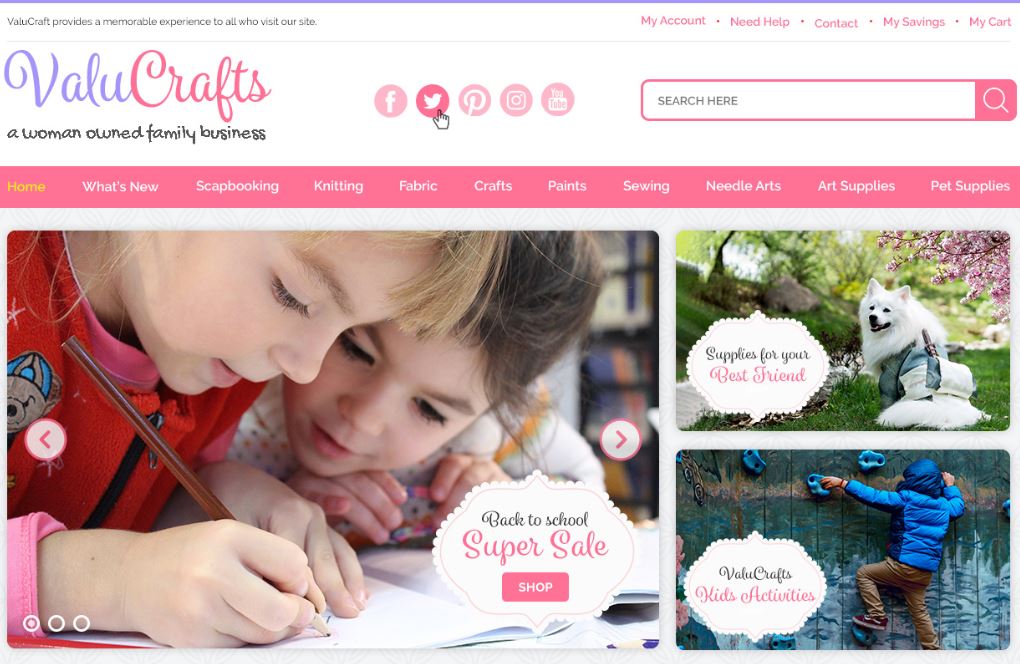 ValuCraft provides a memorable experience to all who visit our site.
My Account • Need Help • Contact • My Savings • My Cart
ValuCrafts
a woman owned family business
f
You
Tube
SEARCH HERE
Home What's New Scapbooking Knitting Fabric Crafts Paints Sewing Needle Arts Art Supplies Pet Supplies
Supplies for your
Best Friend
Back to school
Super Sale
SHOP
ValuCrafts
Kids Activities